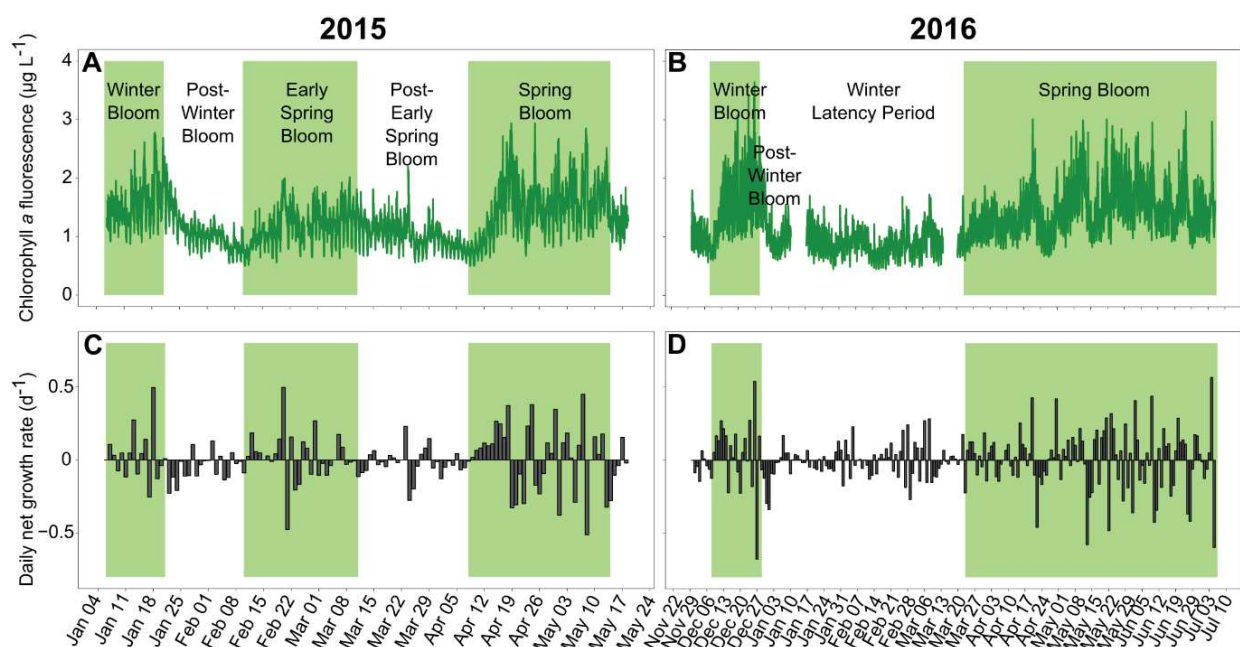 2015
2016
A
Winter
Bloom
Post-
Winter
Bloom
Early
Spring
Bloom
Post-
Early
Spring
Bloom
Spring
Bloom
B
Winter
Bloom
Post-
Winter
Bloom
Winter
Latency Period
Spring Bloom
Chlorophyll a fluorescence (µg L⁻¹)
4
3
2
1
0
C
D
Daily net growth rate (d⁻¹)
0.5
0
−0.5
Jan 04
Jan 11
Jan 18
Jan 25
Feb 01
Feb 08
Feb 15
Feb 22
Mar 01
Mar 08
Mar 15
Mar 22
Mar 29
Apr 05
Apr 12
Apr 19
Apr 26
May 03
May 10
May 17
May 24
Nov 22
Nov 29
Dec 06
Dec 13
Dec 20
Dec 27
Jan 03
Jan 10
Jan 17
Jan 24
Jan 31
Feb 07
Feb 14
Feb 21
Feb 28
Mar 06
Mar 13
Mar 20
Mar 27
Apr 03
Apr 10
Apr 17
Apr 24
May 01
May 08
May 15
May 22
May 29
Jun 05
Jun 12
Jun 19
Jun 29
Jun 03
Jul 10